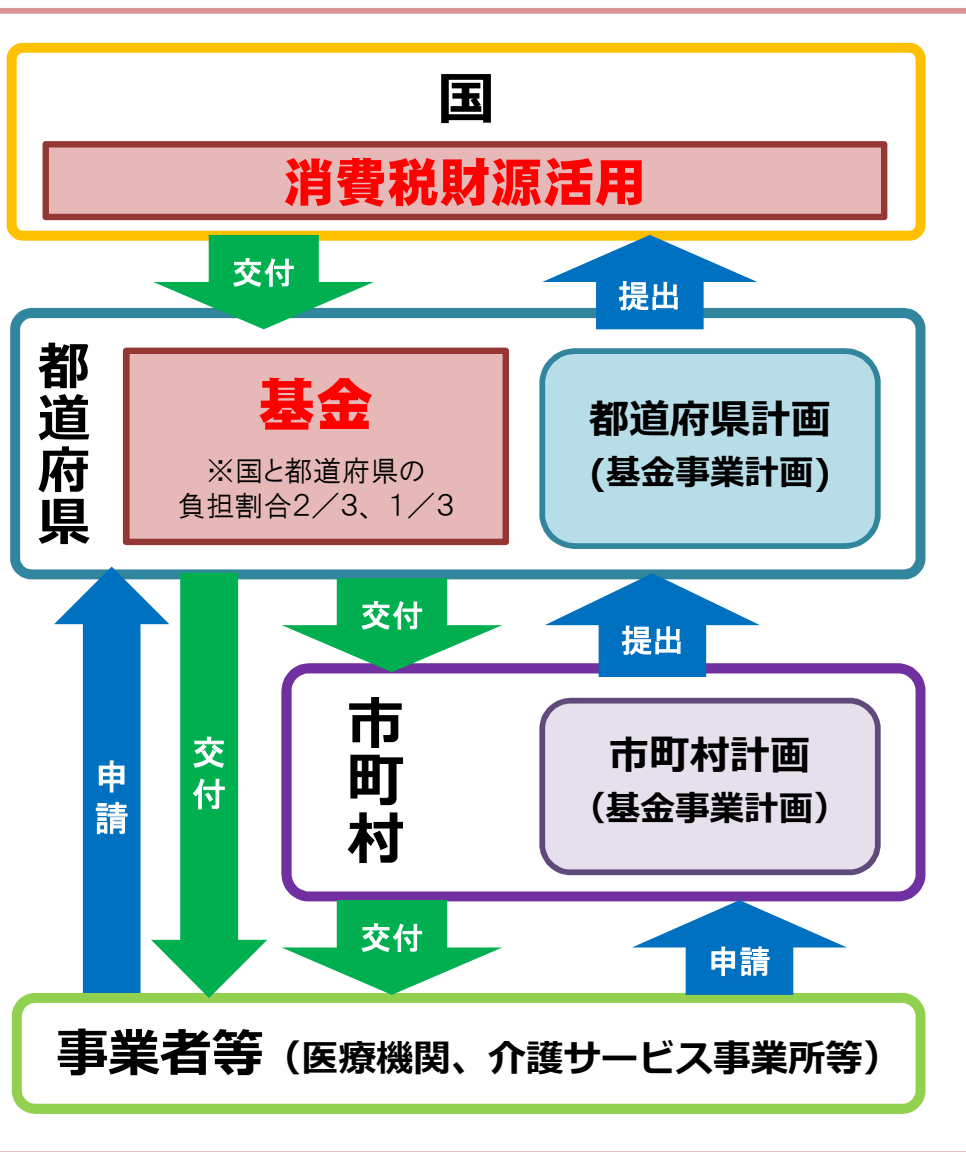 国
消費税財源活用
交付
提出
都道府県
基金
※国と都道府県の
負担割合2／3、1／3
都道府県計画
(基金事業計画)
交付
提出
申請
交付
市町村
市町村計画
（基金事業計画）
交付
申請
事業者等（医療機関、介護サービス事業所等）